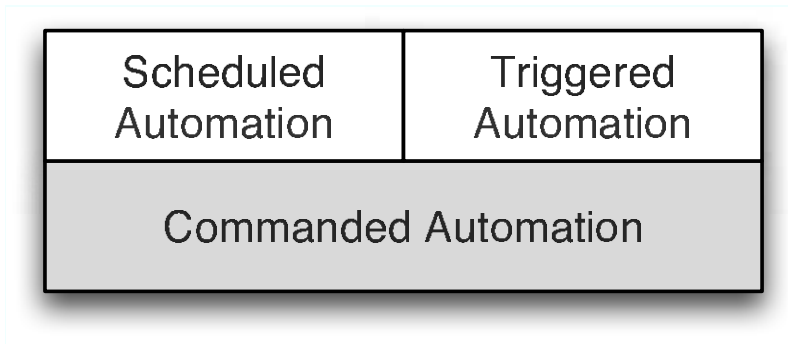 Scheduled
Automation
Triggered
Automation
Commanded Automation